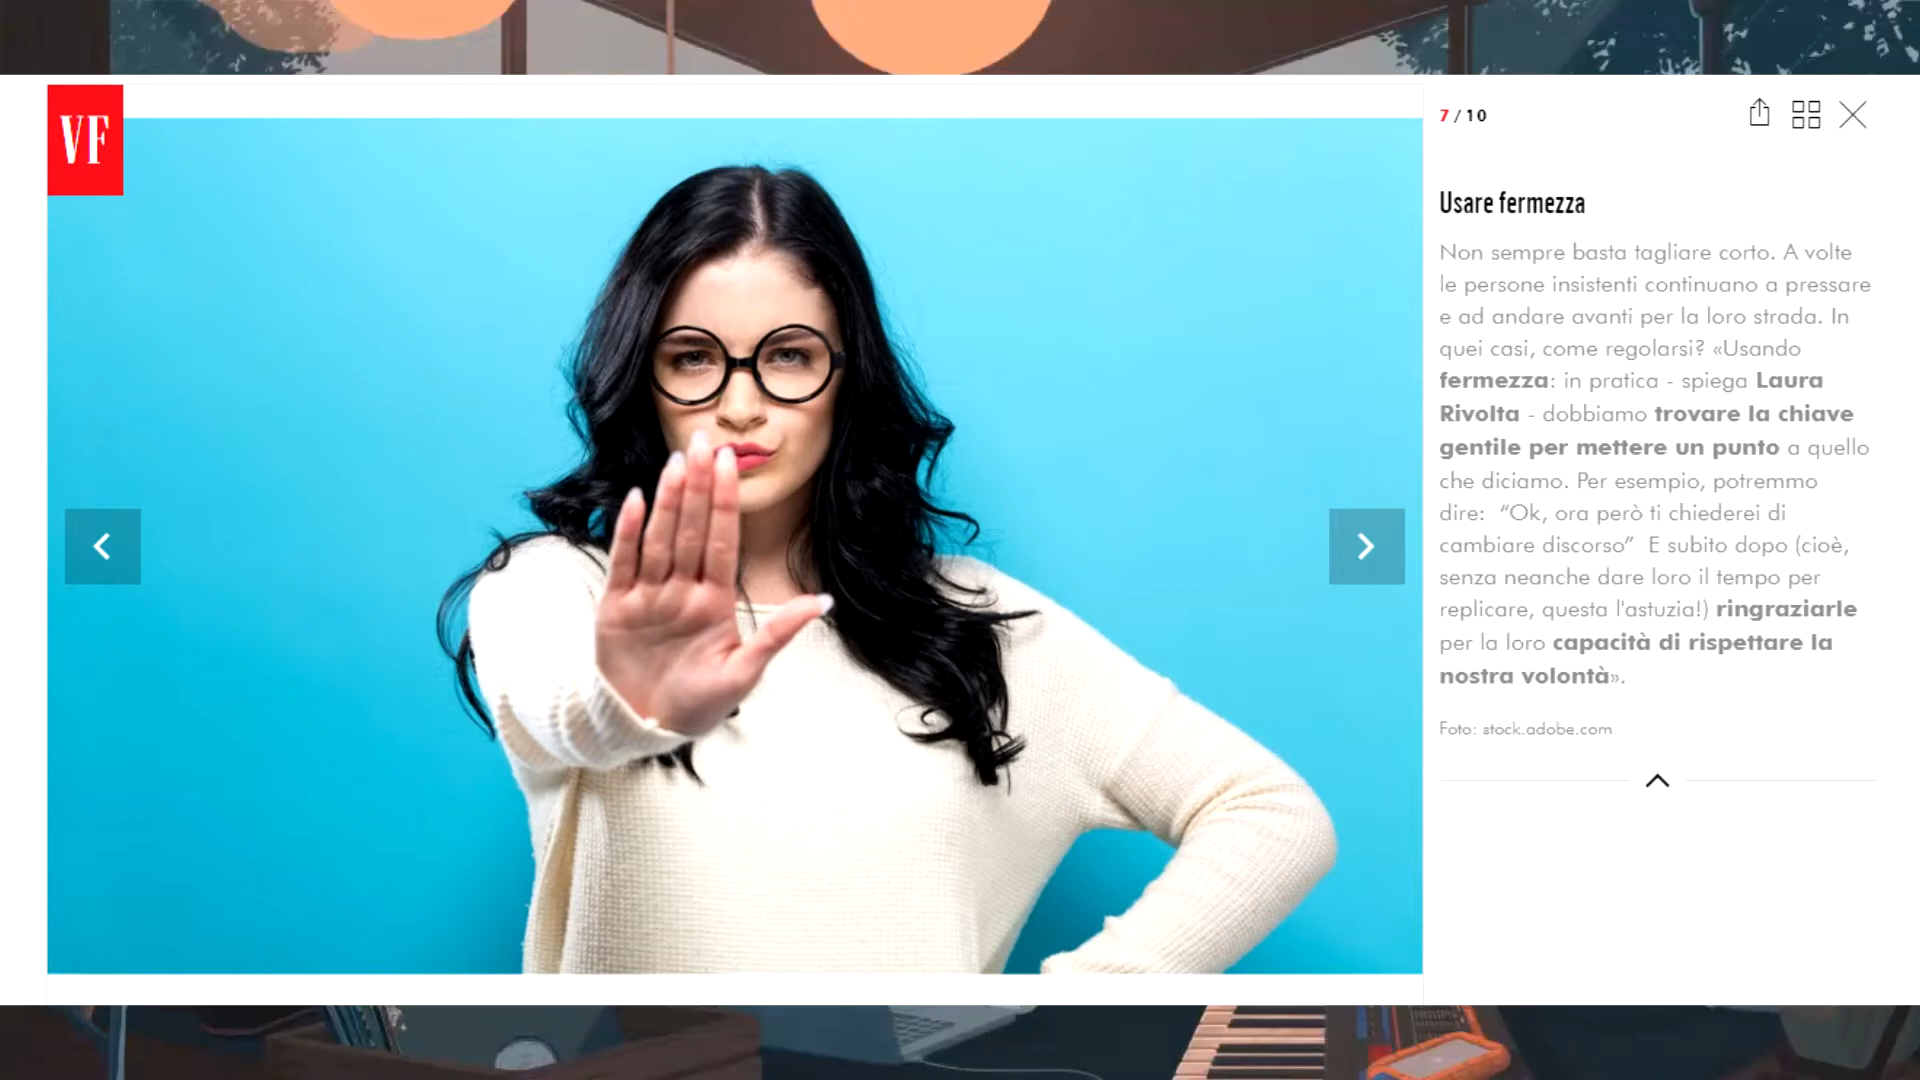 VF
7 / 10
Usare fermezza
Non sempre basta tagliare corto. A volte
le persone insistenti continuano a pressare
e ad andare avanti per la loro strada. In
quei casi, come regolarsi? «Usando
fermezza: in pratica - spiega Laura
Rivolta - dobbiamo trovare la chiave
gentile per mettere un punto a quello
che diciamo. Per esempio, potremmo
dire:  “Ok, ora però ti chiederei di
cambiare discorso”  E subito dopo (cioè,
senza neanche dare loro il tempo per
replicare, questa l'astuzia!) ringraziarle
per la loro capacità di rispettare la
nostra volontà».
Foto: stock.adobe.com